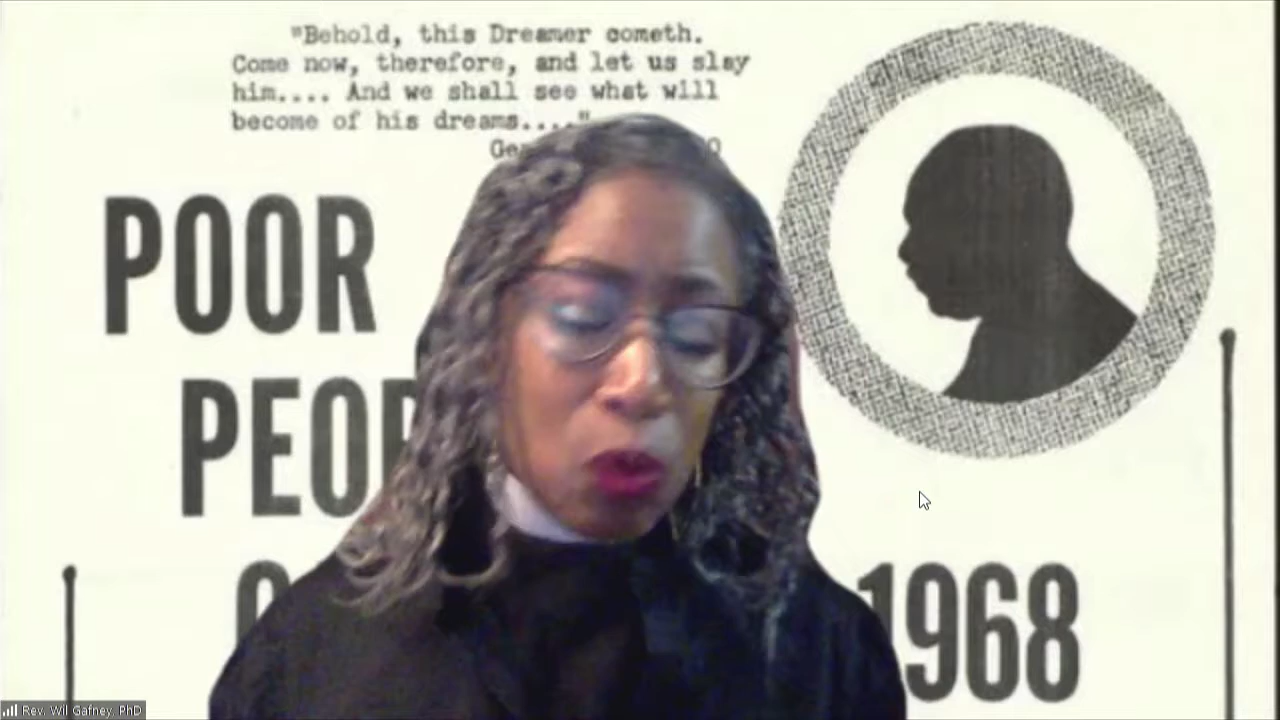 "Behold, this Dreamer cometh.
Come now, therefore, and let us slay
him.... And we shall see what will
become of his dreams...."
POOR
PEOP
1968
Rev. Wil Gafney, PhD